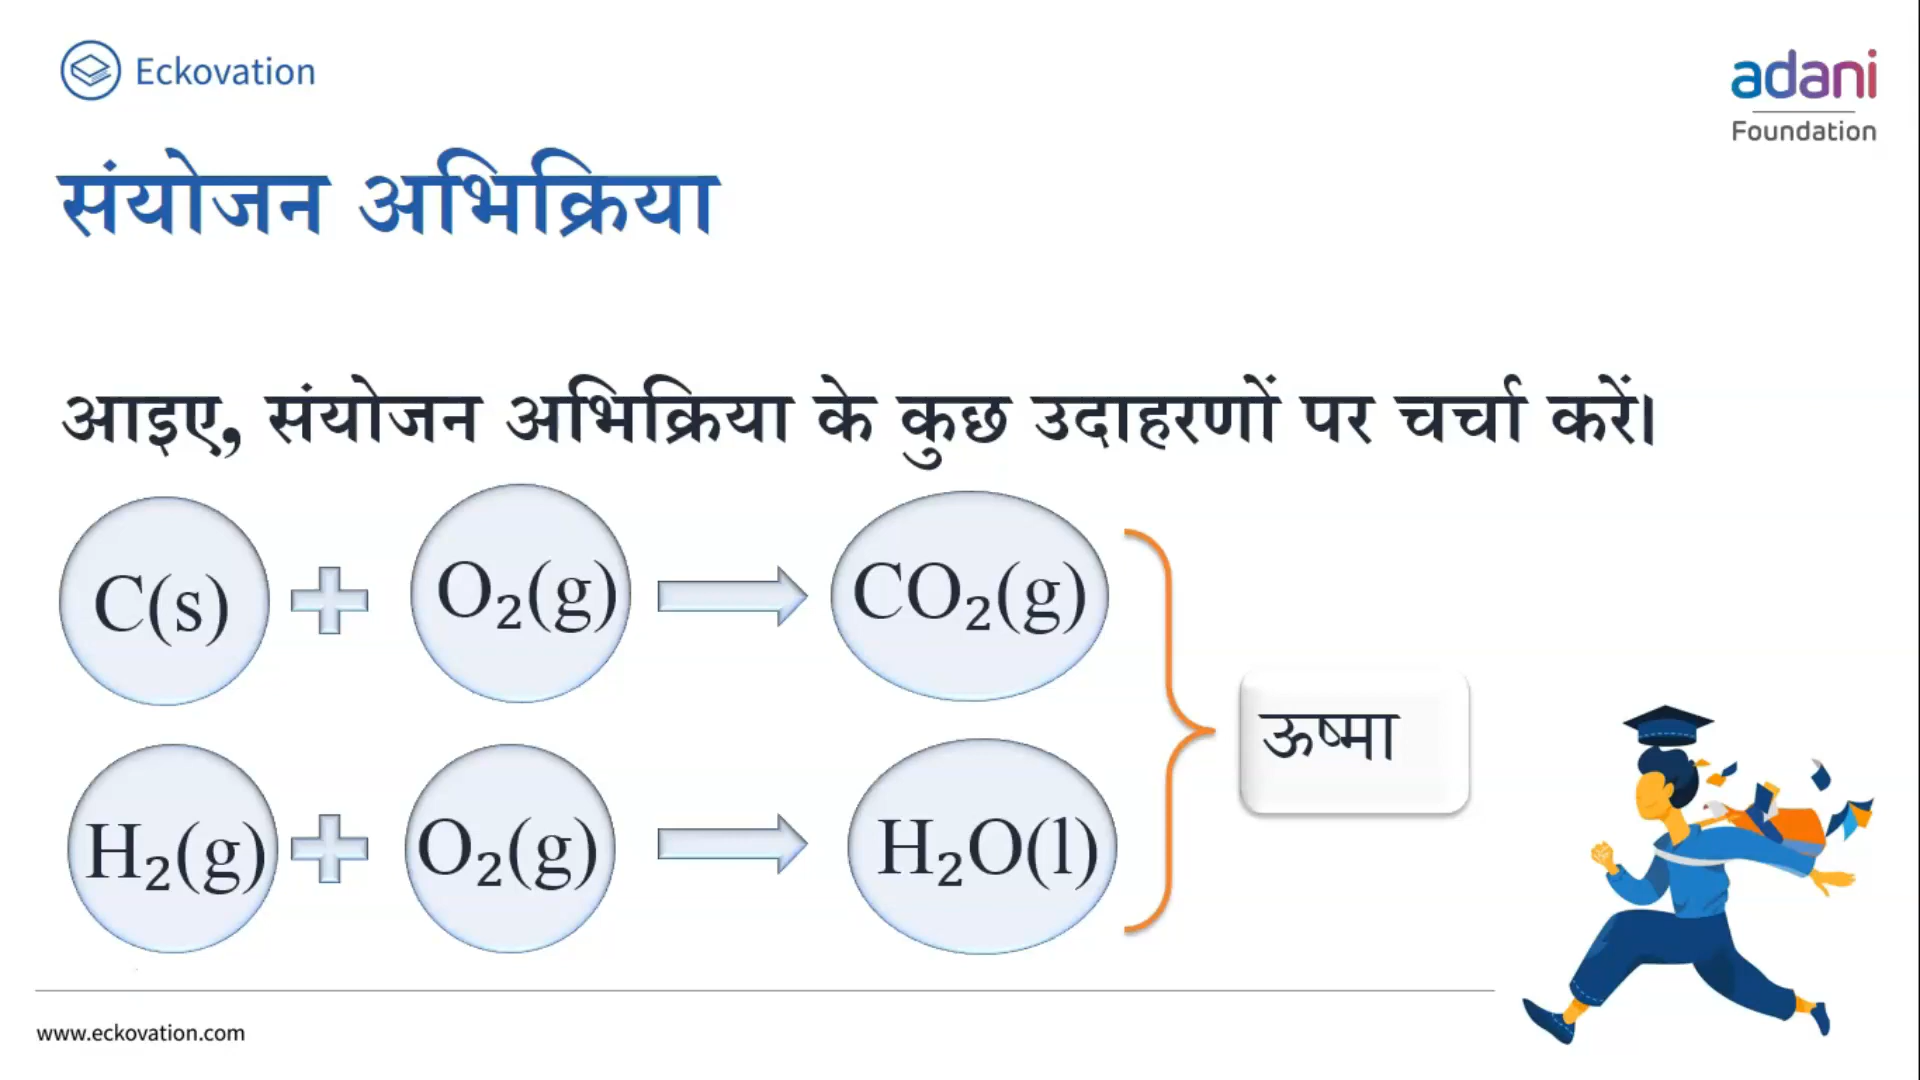 Eckovation
adani
Foundation
संयोजन अभिक्रिया
आइए, संयोजन अभिक्रिया के कुछ उदाहरणों पर चर्चा करें।
C(s) + O₂(g) → CO₂(g)
ऊष्मा
H₂(g) + O₂(g) → H₂O(l)
www.eckovation.com